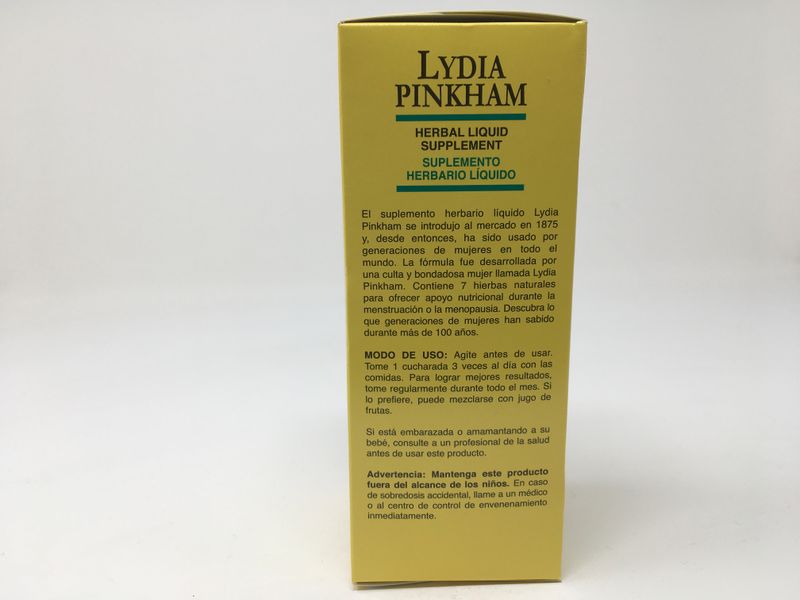 LYDIA
PINKHAM
HERBAL LIQUID
SUPPLEMENT
SUPLEMENTO
HERBARIO LÍQUIDO
El suplemento herbario líquido Lydia
Pinkham se introdujo al mercado en 1875
y, desde entonces, ha sido usado por
generaciones de mujeres en todo el
mundo. La fórmula fue desarrollada por
una culta y bondadosa mujer llamada Lydia
Pinkham. Contiene 7 hierbas naturales
para ofrecer apoyo nutricional durante la
menstruación o la menopausia. Descubra lo
que generaciones de mujeres han sabido
durante más de 100 años.
MODO DE USO: Agite antes de usar.
Tome 1 cucharada 3 veces al día con las
comidas. Para lograr mejores resultados,
tome regularmente durante todo el mes. Si
lo prefiere, puede mezclarse con jugo de
frutas.
Si está embarazada o amamantando a su
bebé, consulte a un profesional de la salud
antes de usar este producto.
Advertencia: Mantenga este producto
fuera del alcance de los niños. En caso
de sobredosis accidental, llame a un médico
o al centro de control de envenenamiento
inmediatamente.